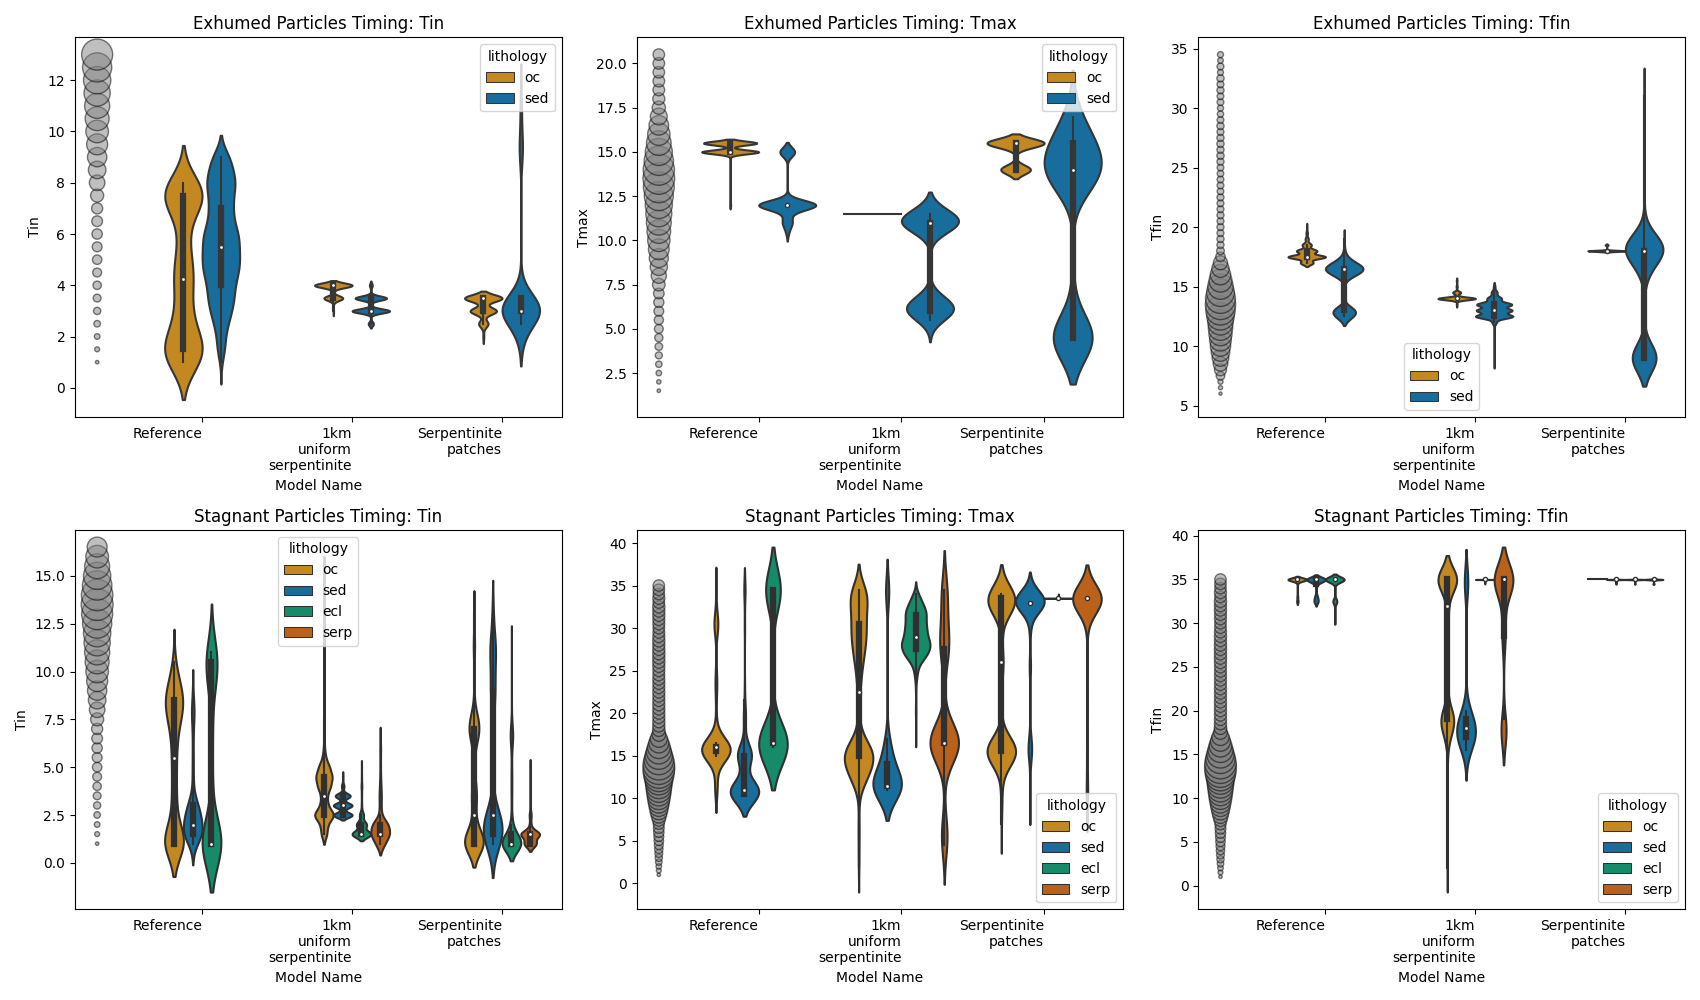 Exhumed Particles Timing: Tin
Tin
12
10
8
6
4
2
0
lithology
oc
sed
Reference
1km
uniform
serpentinite
Serpentinite
patches
Model Name
Exhumed Particles Timing: Tmax
Tmax
20.0
17.5
15.0
12.5
10.0
7.5
5.0
2.5
lithology
oc
sed
Reference
1km
uniform
serpentinite
Serpentinite
patches
Model Name
Exhumed Particles Timing: Tfin
Tfin
35
30
25
20
15
10
5
lithology
oc
sed
Reference
1km
uniform
serpentinite
Serpentinite
patches
Model Name
Stagnant Particles Timing: Tin
Tin
15.0
12.5
10.0
7.5
5.0
2.5
0.0
lithology
oc
sed
ecl
serp
Reference
1km
uniform
serpentinite
Serpentinite
patches
Model Name
Stagnant Particles Timing: Tmax
Tmax
40
35
30
25
20
15
10
5
0
lithology
oc
sed
ecl
serp
Reference
1km
uniform
serpentinite
Serpentinite
patches
Model Name
Stagnant Particles Timing: Tfin
Tfin
40
35
30
25
20
15
10
5
0
lithology
oc
sed
ecl
serp
Reference
1km
uniform
serpentinite
Serpentinite
patches
Model Name